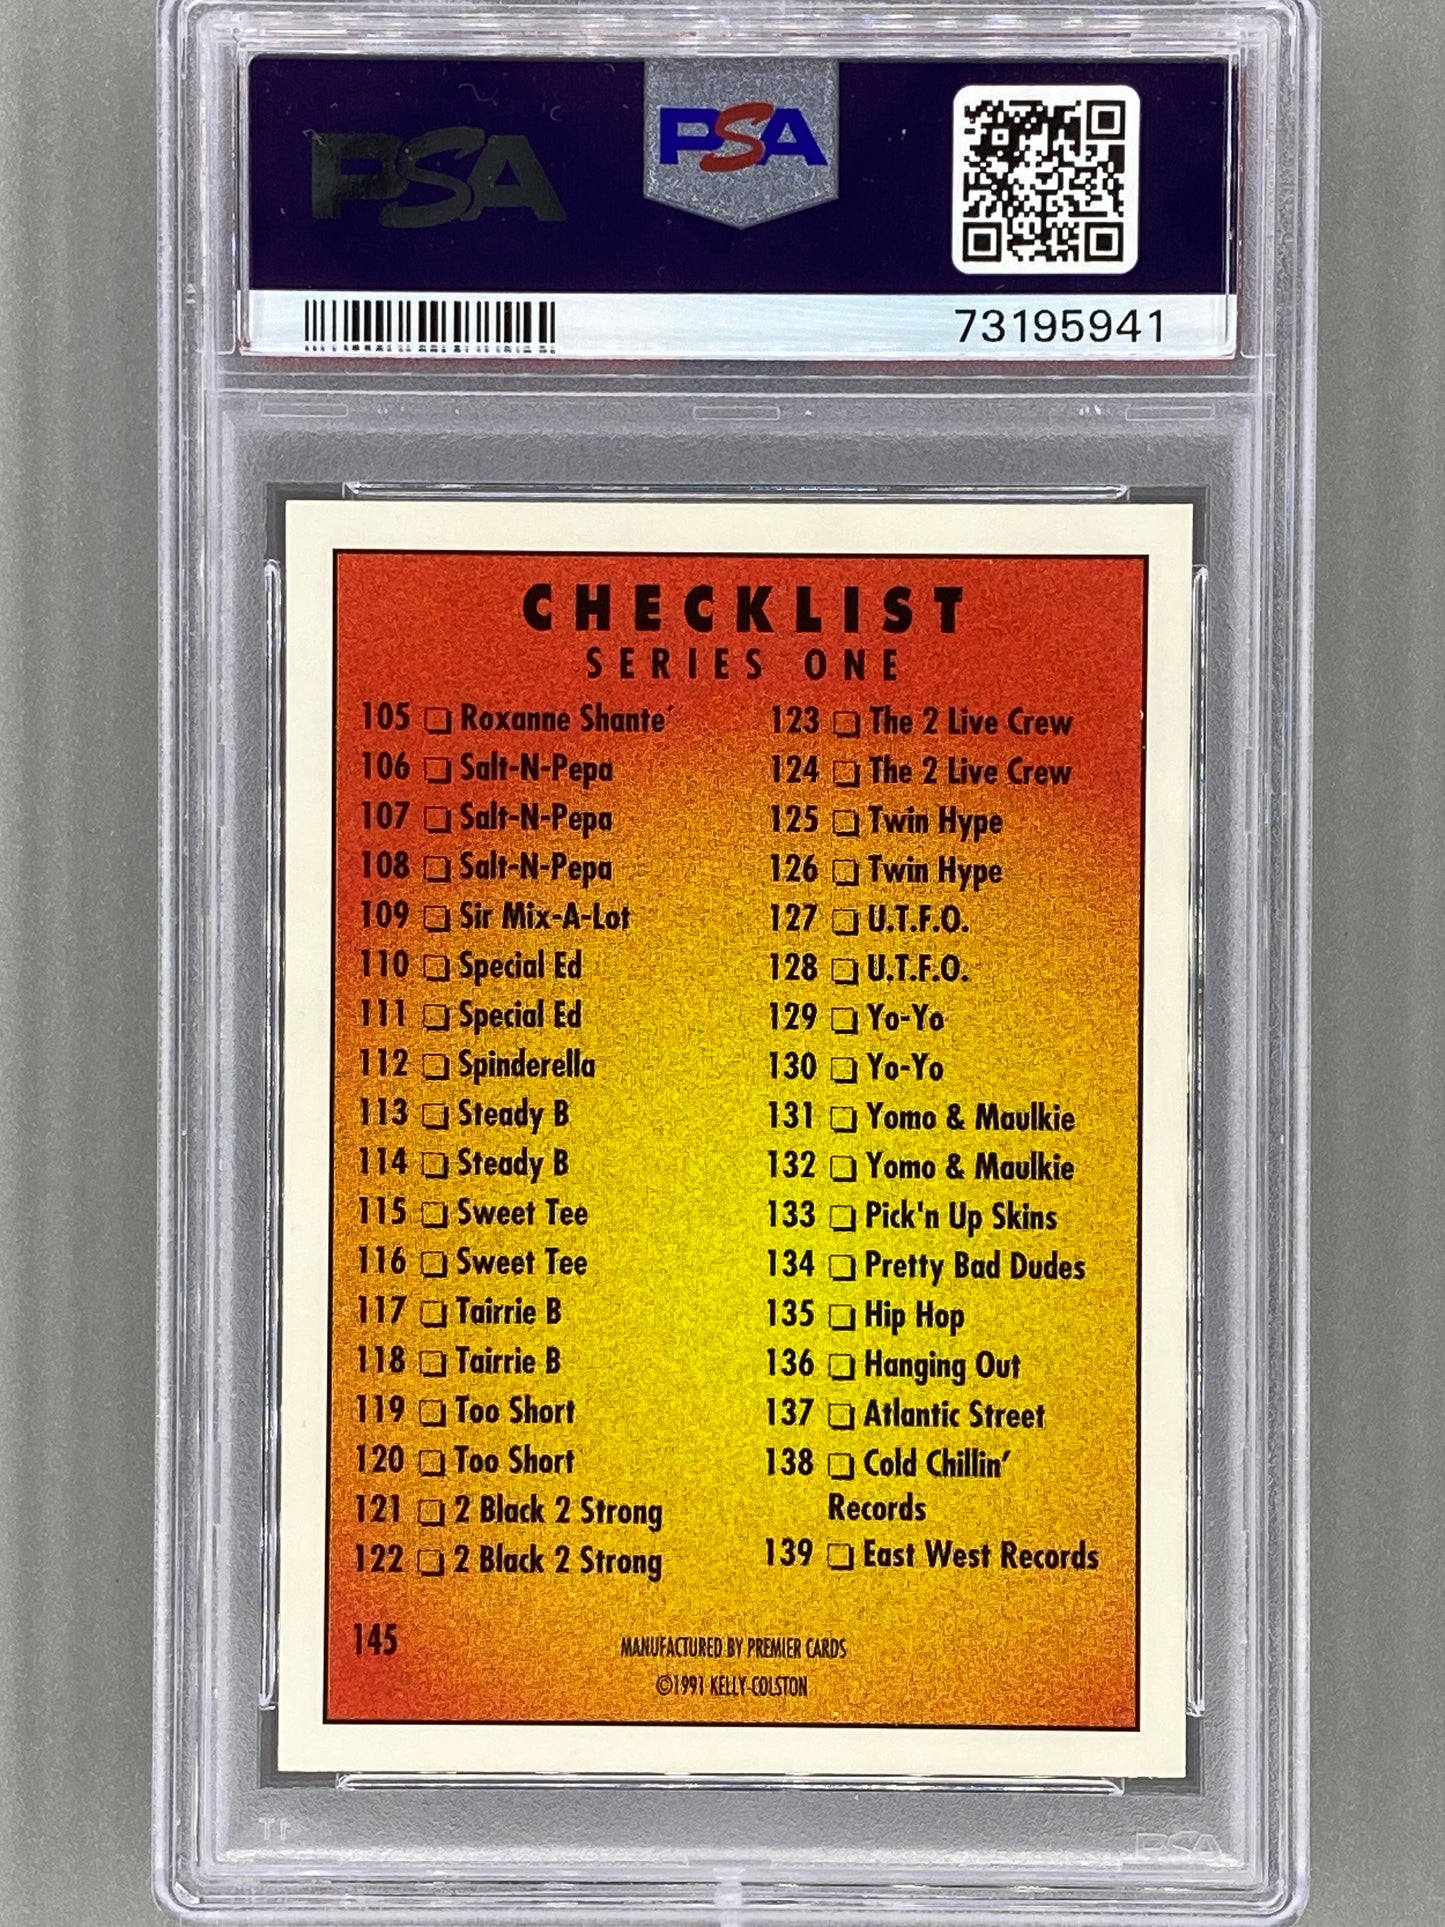 PSA
PSA
73195941
CHECKLIST
SERIES ONE
105 Roxanne Shante´
106 Salt-N-Pepa
107 Salt-N-Pepa
108 Salt-N-Pepa
109 Sir Mix-A-Lot
110 Special Ed
111 Special Ed
112 Spinderella
113 Steady B
114 Steady B
115 Sweet Tee
116 Sweet Tee
117 Tairrie B
118 Tairrie B
119 Too Short
120 Too Short
121 2 Black 2 Strong
122 2 Black 2 Strong
123 The 2 Live Crew
124 The 2 Live Crew
125 Twin Hype
126 Twin Hype
127 U.T.F.O.
128 U.T.F.O.
129 Yo-Yo
130 Yo-Yo
131 Yomo & Maulkie
132 Yomo & Maulkie
133 Pick'n Up Skins
134 Pretty Bad Dudes
135 Hip Hop
136 Hanging Out
137 Atlantic Street
138 Cold Chillin'
Records
139 East West Records
145
MANUFACTURED BY PREMIER CARDS
©1991 KELLY-COLSTON
PSA